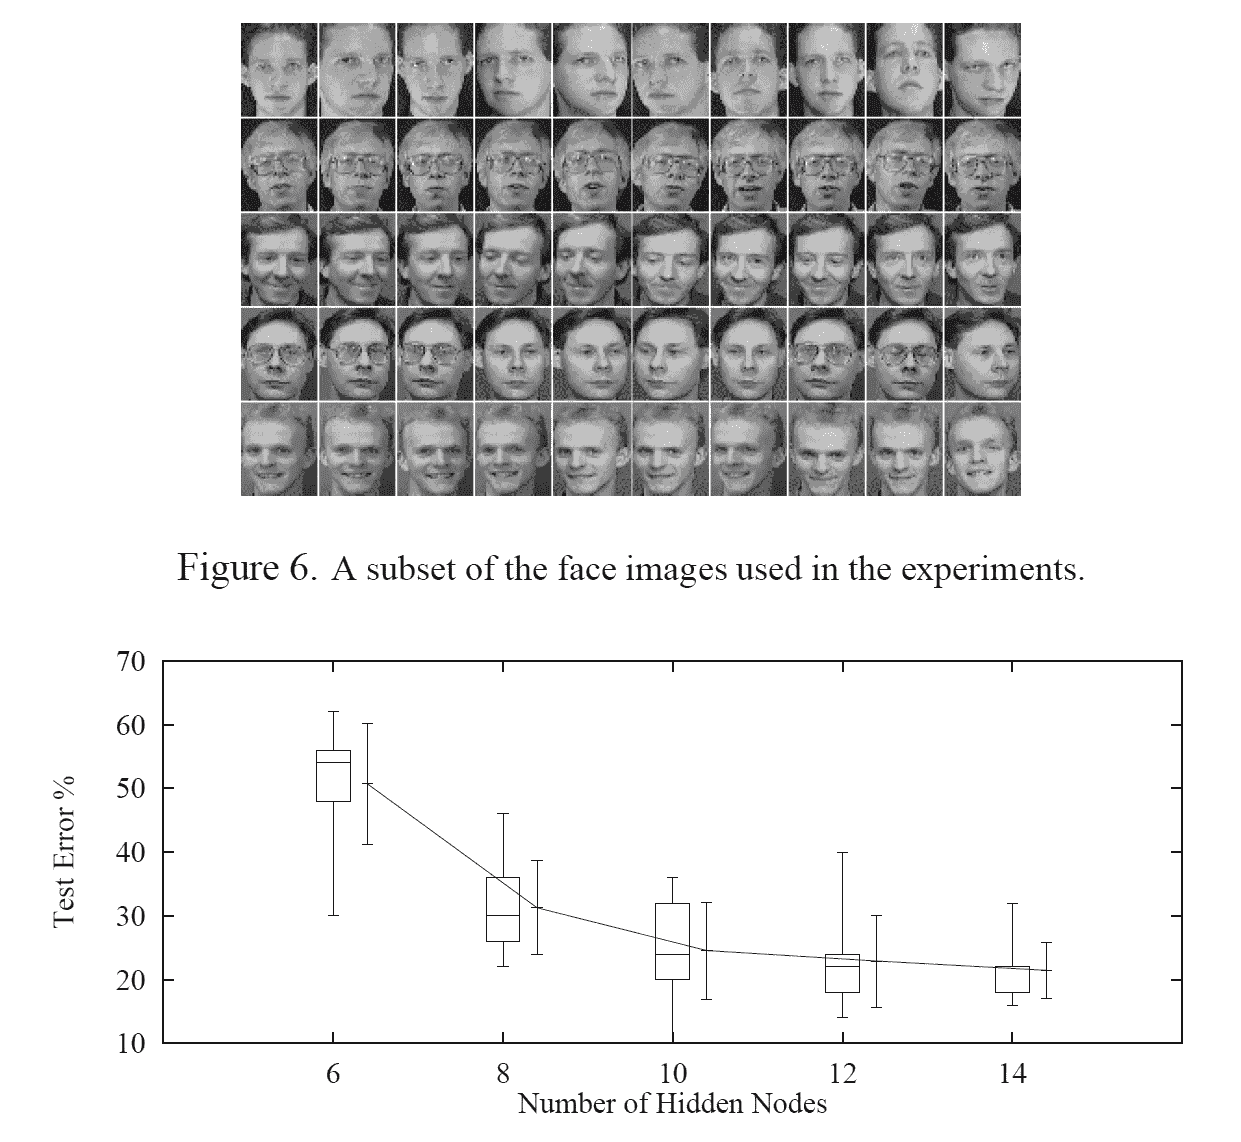 Figure 6. A subset of the face images used in the experiments.
70
60
50
40
30
20
10
Test Error %
6 8 10 12 14
Number of Hidden Nodes